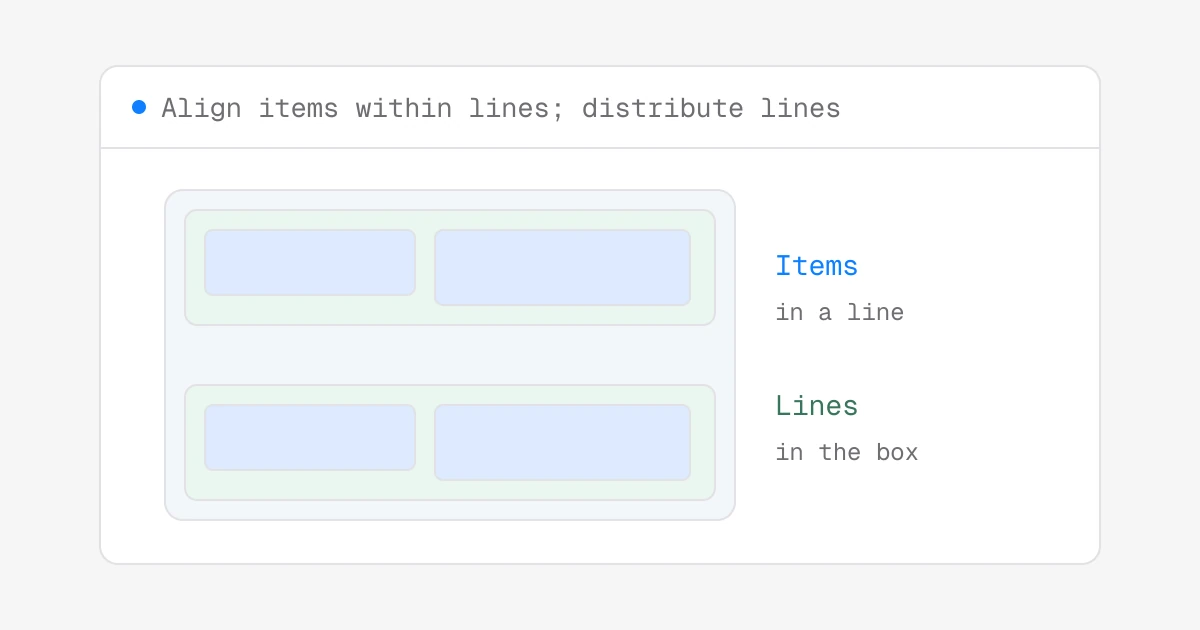 Align items within lines; distribute lines
Items
in a line
Lines
in the box